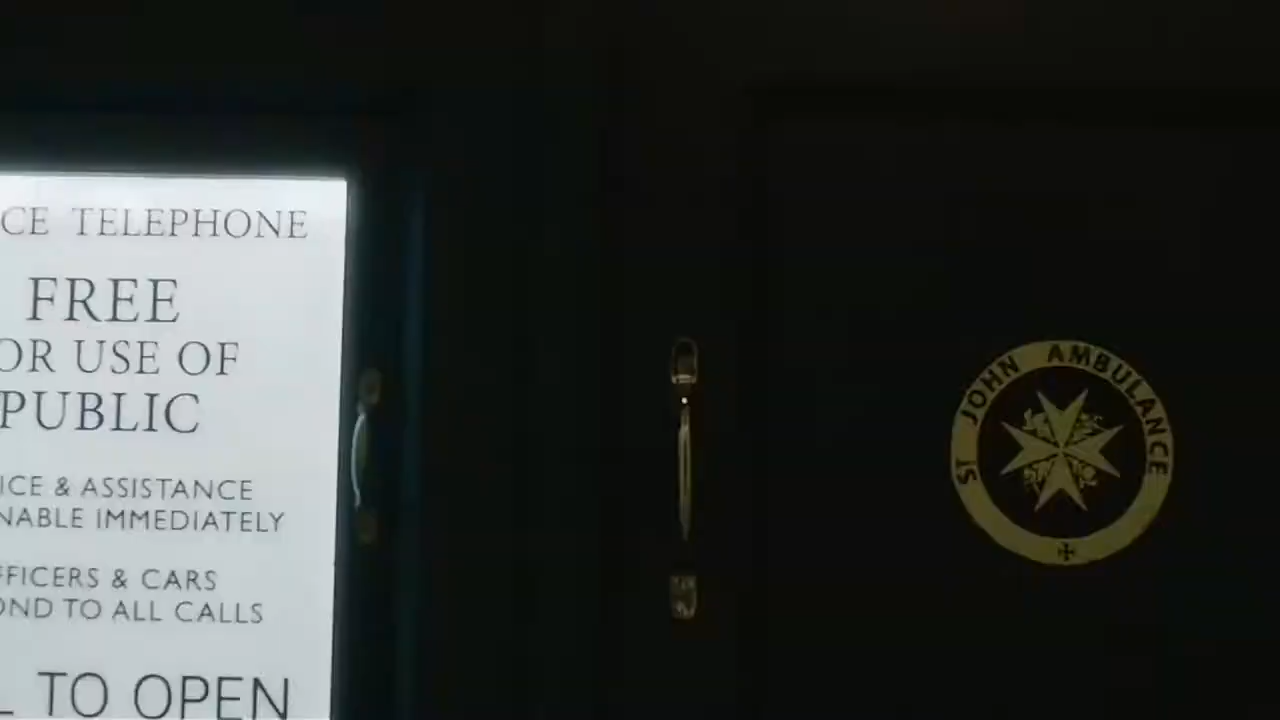 CE TELEPHONE
FREE
OR USE OF
PUBLIC
ICE & ASSISTANCE
NABLE IMMEDIATELY
FFICERS & CARS
OND TO ALL CALLS
L TO OPEN
ST JOHN AMBULANCE